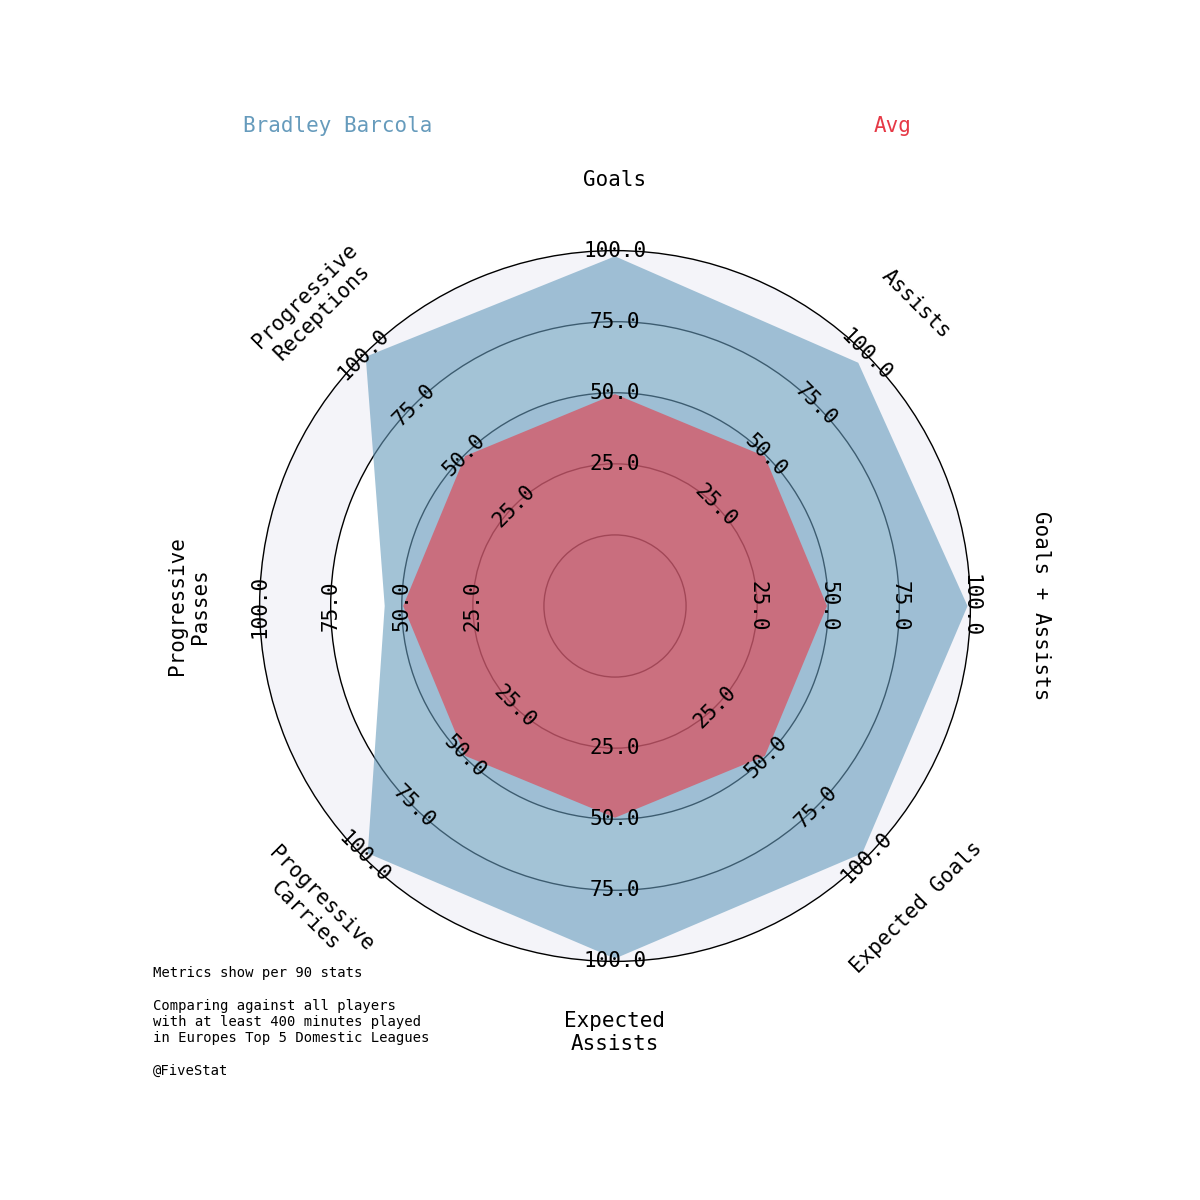 Bradley Barcola
Avg
Goals
Assists
Goals + Assists
Expected Goals
Expected
Assists
Progressive
Carries
Progressive
Passes
Progressive
Receptions
25.0
50.0
75.0
100.0
25.0
50.0
75.0
100.0
25.0
50.0
75.0
100.0
25.0
50.0
75.0
100.0
25.0
50.0
75.0
100.0
25.0
50.0
75.0
100.0
25.0
50.0
75.0
100.0
25.0
50.0
75.0
100.0
Metrics show per 90 stats
Comparing against all players
with at least 400 minutes played
in Europes Top 5 Domestic Leagues
@FiveStat